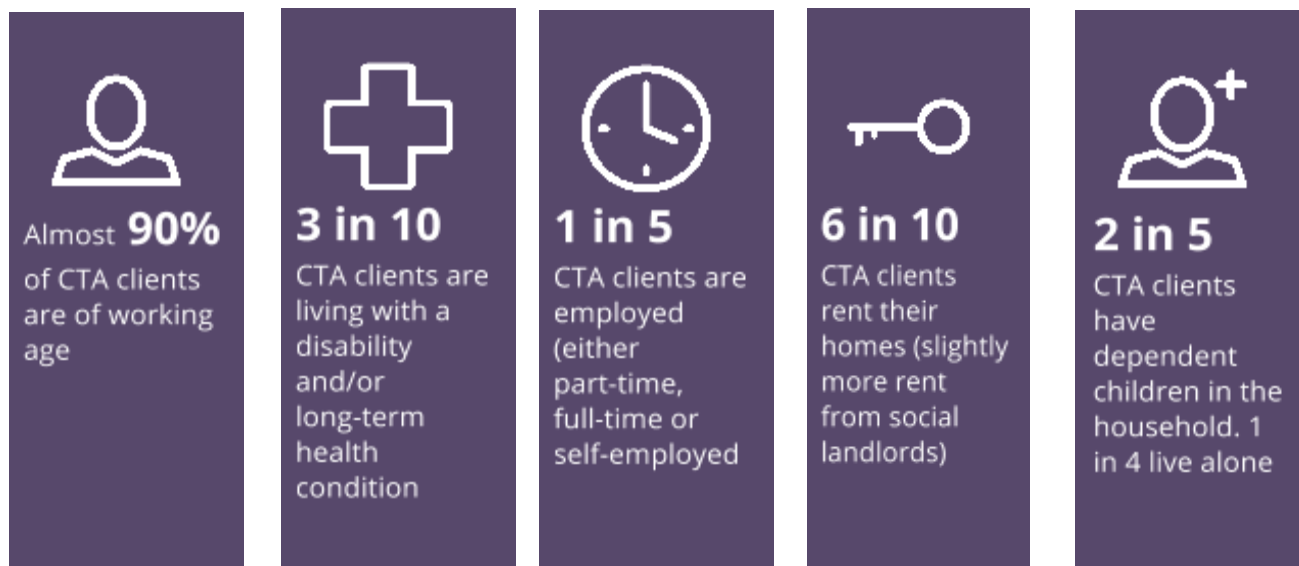 Almost 90%
of CTA clients
are of working
age
3 in 10
CTA clients are
living with a
disability
and/or
long-term
health
condition
1 in 5
CTA clients are
employed
(either
part-time,
full-time or
self-employed
6 in 10
CTA clients
rent their
homes (slightly
more rent
from social
landlords)
2 in 5
CTA clients
have
dependent
children in the
household. 1
in 4 live alone